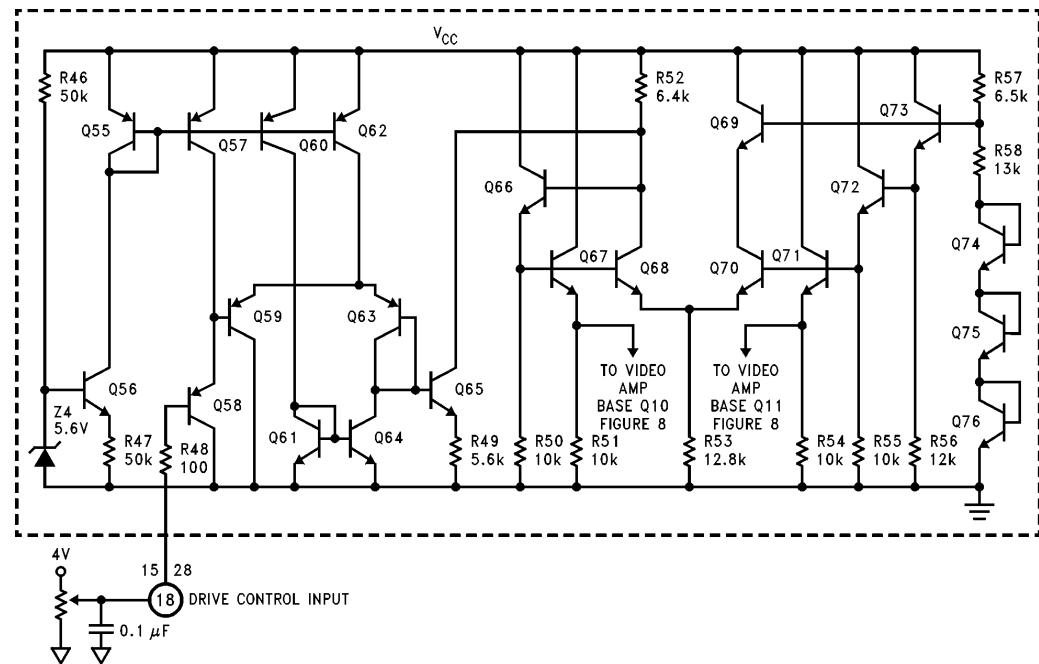 V_CC
R46
50k
Q55
Q57
Q60
Q62
R52
6.4k
Q69
Q73
R57
6.5k
R58
13k
Q66
Q72
Q74
Q67
Q68
Q70
Q71
Q59
Q63
Q75
Q56
Z4
5.6V
Q58
Q65
TO VIDEO
AMP
BASE Q10
FIGURE 8
TO VIDEO
AMP
BASE Q11
FIGURE 8
Q76
R47
50k
R48
100
Q61
Q64
R49
5.6k
R50
10k
R51
10k
R53
12.8k
R54
10k
R55
10k
R56
12k
4V
15 28
18
DRIVE CONTROL INPUT
0.1 μF